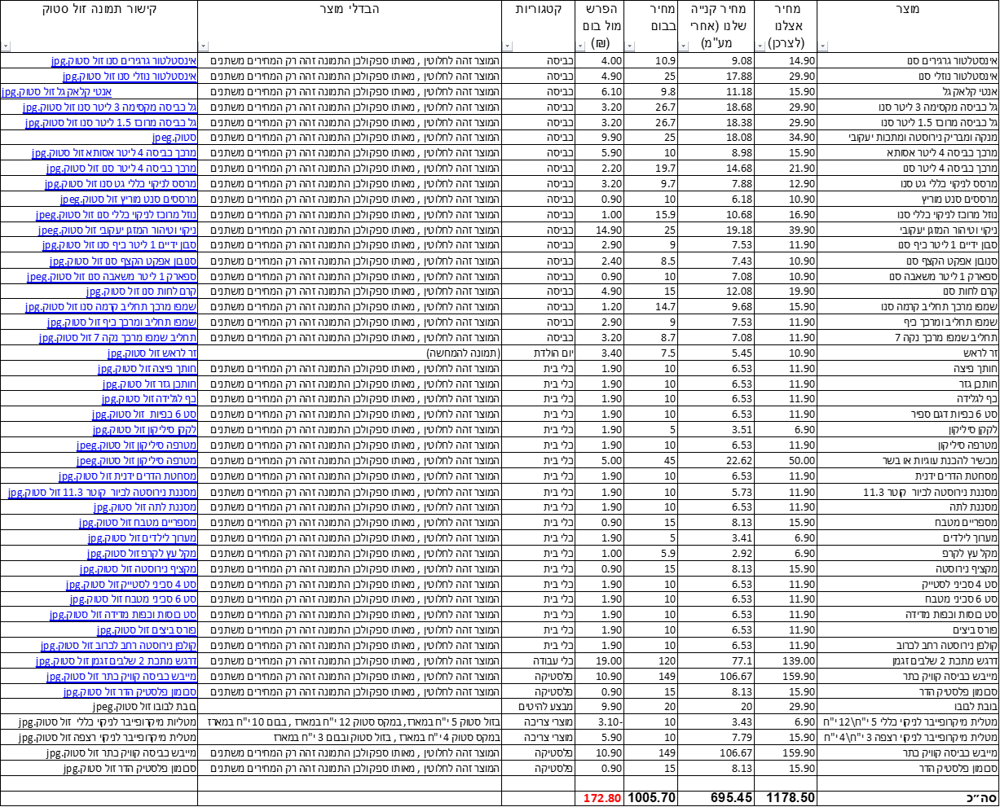 מוצר מחיר אצלנו (לצרכן) מחיר קנייה שלנו (אחרי מע"מ) מחיר בבום הפרש מול בום (₪) קטגוריות הבדלי מוצר קישור תמונה זול סטוק
אינסטלטור גרגירים סנו 14.90 9.08 10.9 4.00 כביסה המוצר זהה לחלוטין , מאותו ספקולכן התמונה זהה רק המחירים משתנים אינסטלטור גרגירים סנו זול סטוק.jpg
אינסטלטור נוזלי סנו 29.90 17.88 25 4.90 כביסה המוצר זהה לחלוטין , מאותו ספקולכן התמונה זהה רק המחירים משתנים אינסטלטור נוזלי סנו זול סטוק.jpg
אנטי קלאק גל 15.90 11.18 9.8 6.10 כביסה המוצר זהה לחלוטין , מאותו ספקולכן התמונה זהה רק המחירים משתנים אנטי קלאק גל זול סטוק.jpg
גל כביסה מקסימה 3 ליטר סנו 29.90 18.68 26.7 3.20 כביסה המוצר זהה לחלוטין , מאותו ספקולכן התמונה זהה רק המחירים משתנים גל כביסה מקסימה 3 ליטר סנו זול סטוק.jpg
גל כביסה מרוכז 1.5 ליטר סנו 29.90 18.38 26.7 3.20 כביסה המוצר זהה לחלוטין , מאותו ספקולכן התמונה זהה רק המחירים משתנים גל כביסה מרוכז 1.5 ליטר סנו זול סטוק.jpg
מנקה ומבריק נירוסטה ומתכות יעקובי 34.90 18.08 25 9.90 כביסה המוצר זהה לחלוטין , מאותו ספקולכן התמונה זהה רק המחירים משתנים סטוק.jpeg
מרכך כביסה 4 ליטר אסותא 15.90 8.98 10 5.90 כביסה המוצר זהה לחלוטין , מאותו ספקולכן התמונה זהה רק המחירים משתנים מרכך כביסה 4 ליטר אסותא זול סטוק.jpg
מרכך כביסה 4 ליטר סנו 21.90 14.68 19.7 2.20 כביסה המוצר זהה לחלוטין , מאותו ספקולכן התמונה זהה רק המחירים משתנים מרכך כביסה 4 ליטר סנו זול סטוק.jpg
מרסס לניקוי כללי גט סנו 12.90 7.88 9.7 3.20 כביסה המוצר זהה לחלוטין , מאותו ספקולכן התמונה זהה רק המחירים משתנים מרסס לניקוי כללי גט סנו זול סטוק.jpg
מרססים סנט מוריץ 10.90 6.18 10 0.90 כביסה המוצר זהה לחלוטין , מאותו ספקולכן התמונה זהה רק המחירים משתנים מרססים סנט מוריץ זול סטוק.jpeg
נוזל מרוכז לניקוי כללי סנו 16.90 10.68 15.9 1.00 כביסה המוצר זהה לחלוטין , מאותו ספקולכן התמונה זהה רק המחירים משתנים נוזל מרוכז לניקוי כללי סנו זול סטוק.jpeg
ניקוי וטיהור המזגן יעקובי 39.90 19.18 25 14.90 כביסה המוצר זהה לחלוטין , מאותו ספקולכן התמונה זהה רק המחירים משתנים ניקוי וטיהור המזגן יעקובי זול סטוק.jpeg
סבון ידיים 1 ליטר כיף סנו 11.90 7.53 9 2.90 כביסה המוצר זהה לחלוטין , מאותו ספקולכן התמונה זהה רק המחירים משתנים סבון ידיים 1 ליטר כיף סנו זול סטוק.jpg
סנובון אפקט הקצף סנו 10.90 7.43 8.5 2.40 כביסה המוצר זהה לחלוטין , מאותו ספקולכן התמונה זהה רק המחירים משתנים סנובון אפקט הקצף סנו זול סטוק.jpg
ספארק 1 ליטר משאבה סנו 10.90 7.08 10 0.90 כביסה המוצר זהה לחלוטין , מאותו ספקולכן התמונה זהה רק המחירים משתנים ספארק 1 ליטר משאבה סנו זול סטוק.jpeg
קרם לחות סנו 19.90 12.08 15 4.90 כביסה המוצר זהה לחלוטין , מאותו ספקולכן התמונה זהה רק המחירים משתנים קרם לחות סנו זול סטוק.jpg
שמפו מרכך תחליב קרמה סנו 15.90 9.68 14.7 1.20 כביסה המוצר זהה לחלוטין , מאותו ספקולכן התמונה זהה רק המחירים משתנים שמפו מרכך תחליב קרמה סנו זול סטוק.jpg
שמפו תחליב ומרכך כיף 11.90 7.53 9 2.90 כביסה המוצר זהה לחלוטין , מאותו ספקולכן התמונה זהה רק המחירים משתנים שמפו תחליב ומרכך כיף זול סטוק.jpg
תחליב שמפו מרכך נקה 7 11.90 7.08 8.7 3.20 כביסה המוצר זהה לחלוטין , מאותו ספקולכן התמונה זהה רק המחירים משתנים תחליב שמפו מרכך נקה 7 זול סטוק.jpg
זר לראש 10.90 5.45 7.5 3.40 יום הולדת (תמונה להמחשה) זר לראש זול סטוק.jpg
חותך פיצה 11.90 6.53 10 1.90 כלי בית המוצר זהה לחלוטין , מאותו ספקולכן התמונה זהה רק המחירים משתנים חותך פיצה זול סטוק.jpg
חותכן גזר 11.90 6.53 10 1.90 כלי בית המוצר זהה לחלוטין , מאותו ספקולכן התמונה זהה רק המחירים משתנים חותכן גזר זול סטוק.jpg
כף לגלידה 11.90 6.53 10 1.90 כלי בית המוצר זהה לחלוטין , מאותו ספקולכן התמונה זהה רק המחירים משתנים כף לגלידה זול סטוק.jpg
סט 6 כפיות דגם ספיר 11.90 6.53 10 1.90 כלי בית המוצר זהה לחלוטין , מאותו ספקולכן התמונה זהה רק המחירים משתנים סט 6 כפיות זול סטוק.jpg
לקקן סיליקון 6.90 3.51 5 1.90 כלי בית המוצר זהה לחלוטין , מאותו ספקולכן התמונה זהה רק המחירים משתנים לקקן סיליקון זול סטוק.jpg
מטרפה סיליקון 11.90 6.53 10 1.90 כלי בית המוצר זהה לחלוטין , מאותו ספקולכן התמונה זהה רק המחירים משתנים מטרפה סיליקון זול סטוק.jpeg
מכשיר להכנת עוגיות או בשר 50.00 22.62 45 5.00 כלי בית המוצר זהה לחלוטין , מאותו ספקולכן התמונה זהה רק המחירים משתנים מטרפה סיליקון זול סטוק.jpeg
מסחטת הדרים ידנית 11.90 6.53 10 1.90 כלי בית המוצר זהה לחלוטין , מאותו ספקולכן התמונה זהה רק המחירים משתנים מסחטת הדרים ידנית זול סטוק.jpg
מסננת נירוסטה לכיור קוטר 11.3 11.90 5.73 10 1.90 כלי בית המוצר זהה לחלוטין , מאותו ספקולכן התמונה זהה רק המחירים משתנים מסננת נירוסטה לכיור קוטר 11.3 זול סטוק.jpg
מסננת לתה 11.90 6.53 10 1.90 כלי בית המוצר זהה לחלוטין , מאותו ספקולכן התמונה זהה רק המחירים משתנים מסננת לתה זול סטוק.jpg
מספריים מטבח 15.90 8.13 15 0.90 כלי בית המוצר זהה לחלוטין , מאותו ספקולכן התמונה זהה רק המחירים משתנים מספריים מטבח זול סטוק.jpg
מערוך לילדים 6.90 3.41 5 1.90 כלי בית המוצר זהה לחלוטין , מאותו ספקולכן התמונה זהה רק המחירים משתנים מערוך לילדים זול סטוק.jpg
מקל עץ לקרפ 6.90 2.92 5.9 1.00 כלי בית המוצר זהה לחלוטין , מאותו ספקולכן התמונה זהה רק המחירים משתנים מקל עץ לקרפ זול סטוק.jpg
מקציף נירוסטה 15.90 8.13 15 0.90 כלי בית המוצר זהה לחלוטין , מאותו ספקולכן התמונה זהה רק המחירים משתנים מקציף נירוסטה זול סטוק.jpg
סט 4 סכיני לסטייק 11.90 6.53 10 1.90 כלי בית המוצר זהה לחלוטין , מאותו ספקולכן התמונה זהה רק המחירים משתנים סט 4 סכיני לסטייק זול סטוק.jpg
סט 6 סכיני מטבח 11.90 6.53 10 1.90 כלי בית המוצר זהה לחלוטין , מאותו ספקולכן התמונה זהה רק המחירים משתנים סט 6 סכיני מטבח זול סטוק.jpg
סט כוסות וכפות מדידה 11.90 6.53 10 1.90 כלי בית המוצר זהה לחלוטין , מאותו ספקולכן התמונה זהה רק המחירים משתנים סט כוסות וכפות מדידה זול סטוק.jpg
פורס ביצים 11.90 6.53 10 1.90 כלי בית המוצר זהה לחלוטין , מאותו ספקולכן התמונה זהה רק המחירים משתנים פורס ביצים זול סטוק.jpg
קולפן נירוסטה רחב לכרוב 11.90 6.53 10 1.90 כלי בית המוצר זהה לחלוטין , מאותו ספקולכן התמונה זהה רק המחירים משתנים קולפן נירוסטה רחב לכרוב זול סטוק.jpg
דרגש מתכת 2 שלבים זגמן 139.00 77.1 120 19.00 כלי עבודה המוצר זהה לחלוטין , מאותו ספקולכן התמונה זהה רק המחירים משתנים דרגש מתכת 2 שלבים זגמן זול סטוק.jpg
מייבש כביסה קוויק כתר 159.90 106.67 149 10.90 פלסטיקה המוצר זהה לחלוטין , מאותו ספקולכן התמונה זהה רק המחירים משתנים מייבש כביסה קוויק כתר זול סטוק.jpg
סכומון פלסטיק הדר 15.90 8.13 15 0.90 פלסטיקה המוצר זהה לחלוטין , מאותו ספקולכן התמונה זהה רק המחירים משתנים סכומון פלסטיק הדר זול סטוק.jpg
בובת לבובו 29.90 20 20 9.90 מבצע להיטים בובת לבובו זול סטוק.jpeg
מטלית מיקרופייבר לניקוי כללי 5 י"ח\12 י"ח 6.90 3.43 10 3.10- מוצרי צריכה בזול סטוק 5 י"ח במארז, במקס סטוק 12 י"ח במארז , בבום 10 י"ח במארז מטליות מיקרופייבר לניקוי כללי זול סטוק.jpg
מטלית מיקרופייבר לניקוי רצפה 3 י"ח\4 י"ח 15.90 7.79 10 5.90 מוצרי צריכה במקס סטוק 4 י"ח במארז, בזול סטוק ובבום 3 י"ח במארז מטלית מיקרופייבר לניקוי רצפה זול סטוק.jpg
מייבש כביסה קוויק כתר 159.90 106.67 149 10.90 פלסטיקה המוצר זהה לחלוטין , מאותו ספקולכן התמונה זהה רק המחירים משתנים מייבש כביסה קוויק כתר זול סטוק.jpg
סכומון פלסטיק הדר 15.90 8.13 15 0.90 פלסטיקה המוצר זהה לחלוטין , מאותו ספקולכן התמונה זהה רק המחירים משתנים סכומון פלסטיק הדר זול סטוק.jpg
סה״כ 1178.50 695.45 1005.70 172.80